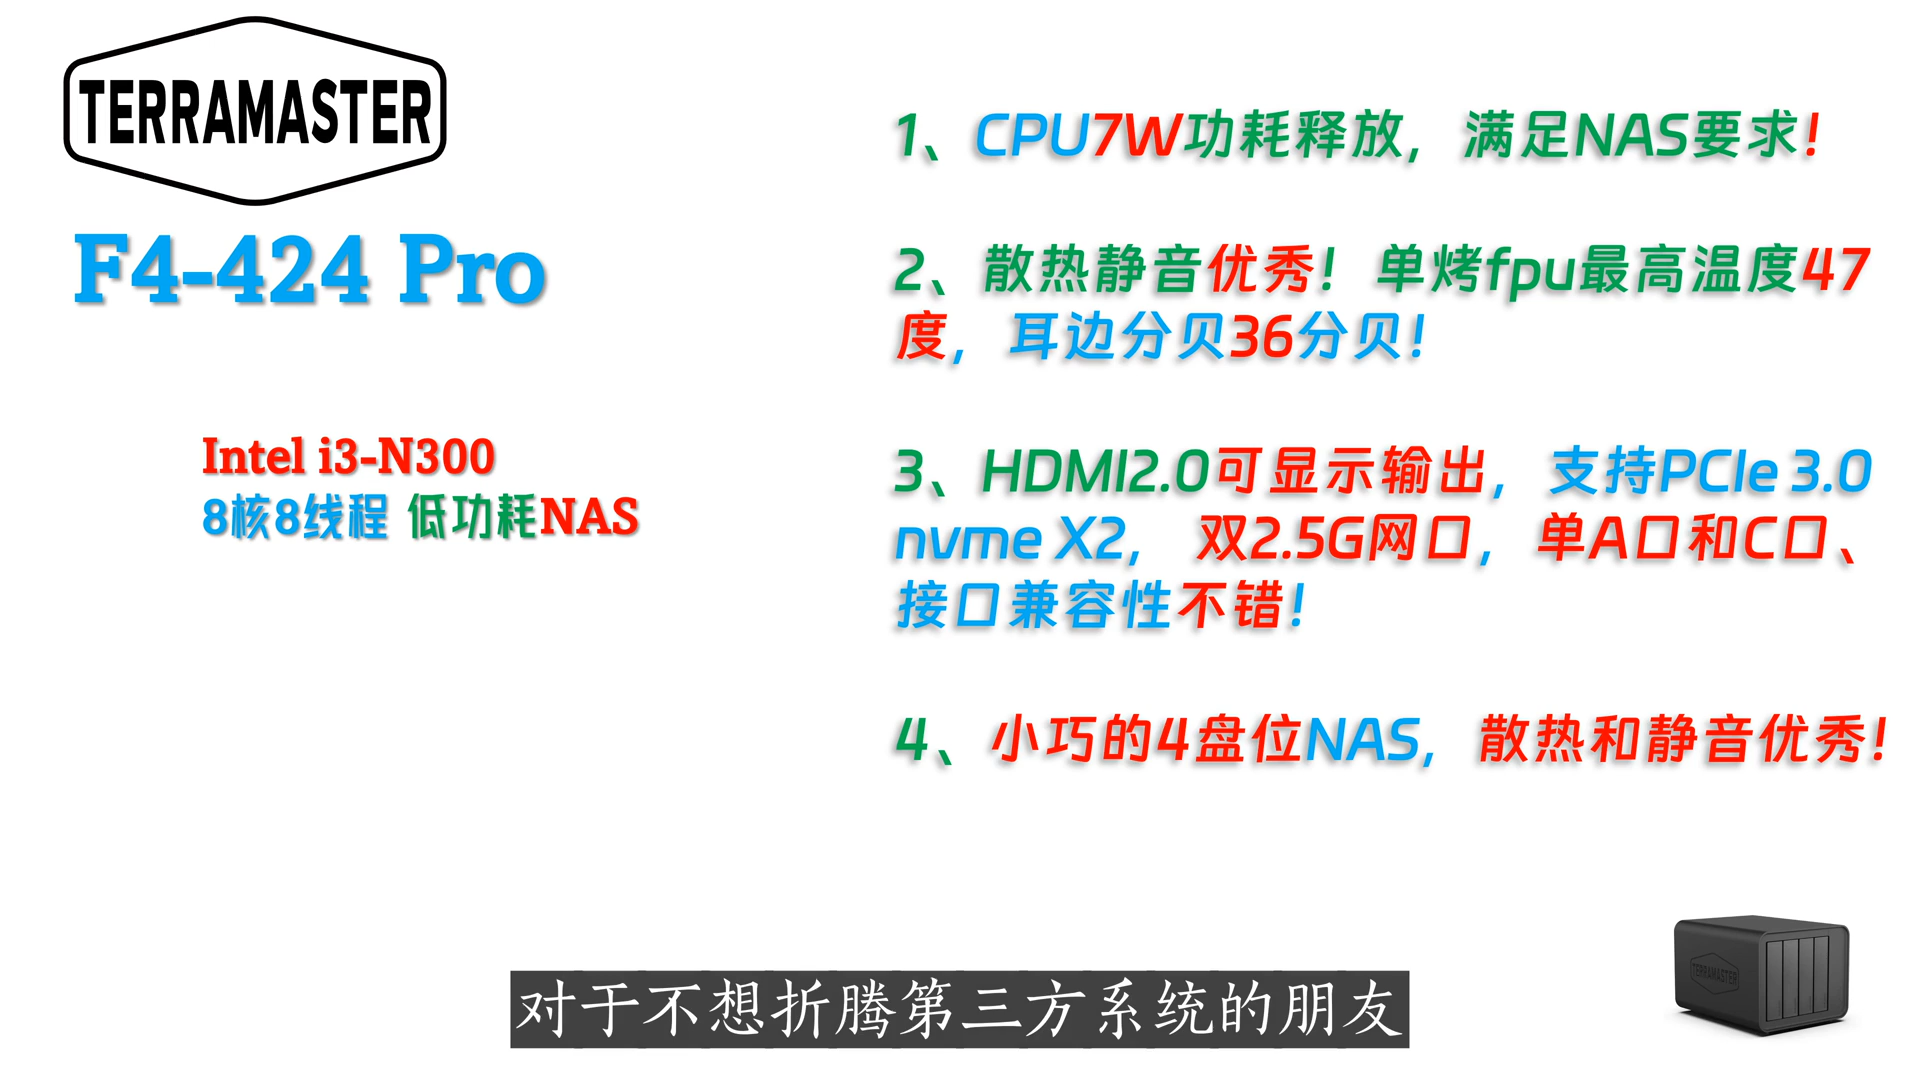 TERRAMASTER
F4-424 Pro
Intel i3-N300
8核8线程 低功耗NAS
1、CPU7W功耗释放，满足NAS要求！
2、散热静音优秀！单烤fpu最高温度47
度，耳边分贝36分贝！
3、HDMI2.0可显示输出，支持PCIe 3.0
nvme X2， 双2.5G网口，单A口和C口、
接口兼容性不错！
4、小巧的4盘位NAS，散热和静音优秀！
TERRAMASTER
对于不想折腾第三方系统的朋友